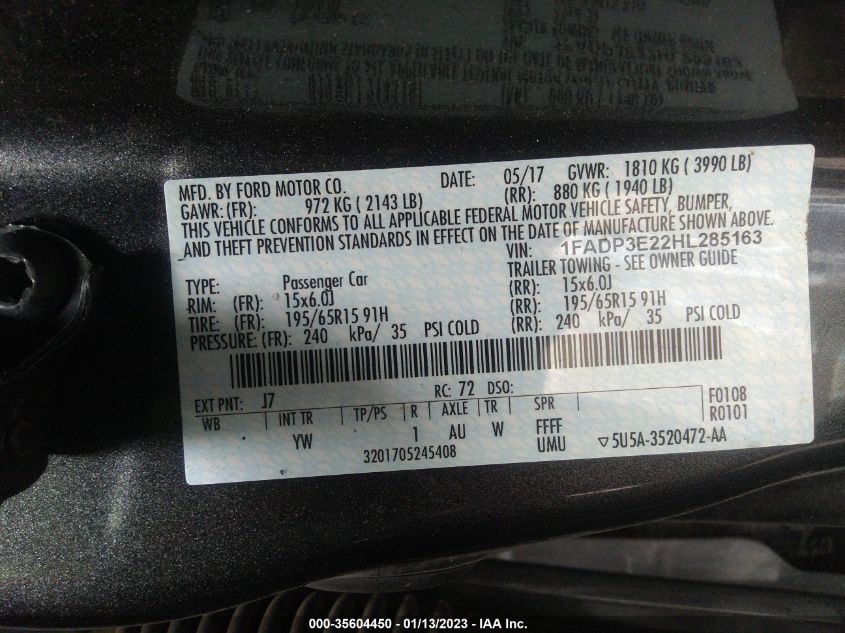 MFD. BY FORD MOTOR CO. DATE: 05/17 GVWR: 1810 KG ( 3990 LB)
GAWR: (FR): 972 KG ( 2143 LB) (RR): 880 KG ( 1940 LB)
THIS VEHICLE CONFORMS TO ALL APPLICABLE FEDERAL MOTOR VEHICLE SAFETY, BUMPER,
AND THEFT PREVENTION STANDARDS IN EFFECT ON THE DATE OF MANUFACTURE SHOWN ABOVE.
VIN: 1FADP3E22HL285163
TYPE: Passenger Car TRAILER TOWING - SEE OWNER GUIDE
RIM: (FR): 15x6.0J (RR): 15x6.0J
TIRE: (FR): 195/65R15 91H (RR): 195/65R15 91H
PRESSURE: (FR): 240 kPa/ 35 PSI COLD (RR): 240 kPa/ 35 PSI COLD
EXT PNT: J7 RC: 72 DSO:
WB INT TR TP/PS R AXLE TR SPR F0108
YW 1 AU W FFFF R0101
3201705245408 UMU ▽5U5A-3520472-AA
000-35604450 - 01/13/2023 - IAA Inc.